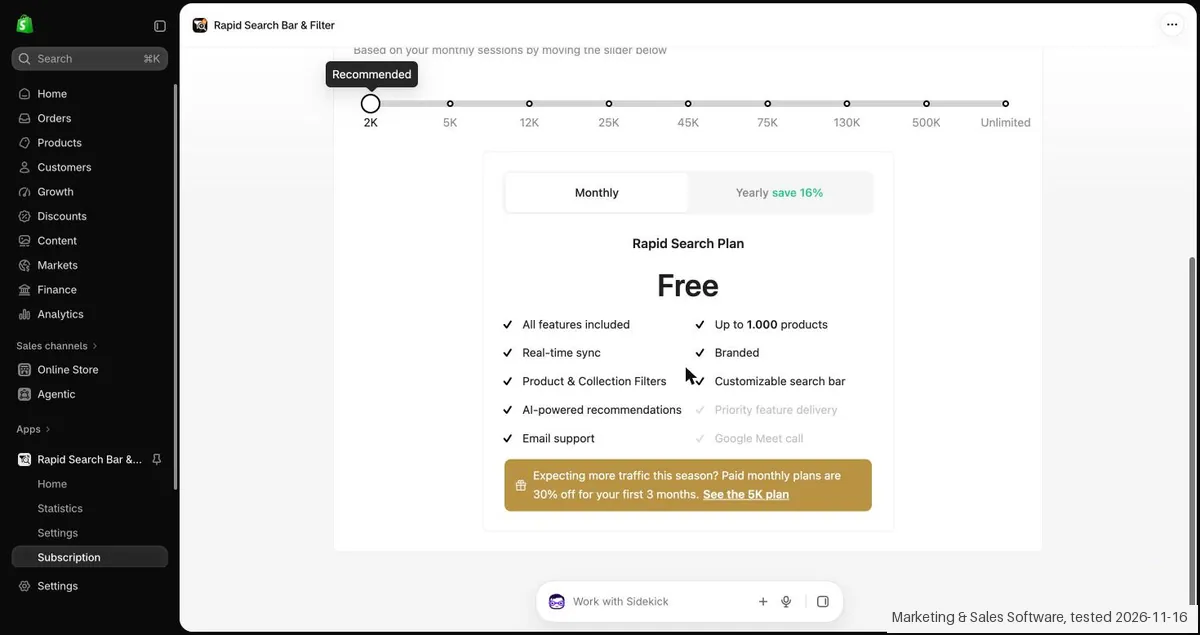 Rapid Search Bar & Filter
Search ⌘K
Home
Orders
Products
Customers
Growth
Discounts
Content
Markets
Finance
Analytics
Sales channels
Online Store
Agentic
Apps
Rapid Search Bar &...
Home
Statistics
Settings
Subscription
Settings
Based on your monthly sessions by moving the slider below
Recommended
2K 5K 12K 25K 45K 75K 130K 500K Unlimited
Monthly Yearly save 16%
Rapid Search Plan
Free
All features included Up to 1.000 products
Real-time sync Branded
Product & Collection Filters Customizable search bar
AI-powered recommendations Priority feature delivery
Email support Google Meet call
Expecting more traffic this season? Paid monthly plans are
30% off for your first 3 months. See the 5K plan
Work with Sidekick
Marketing & Sales Software, tested 2026-11-16